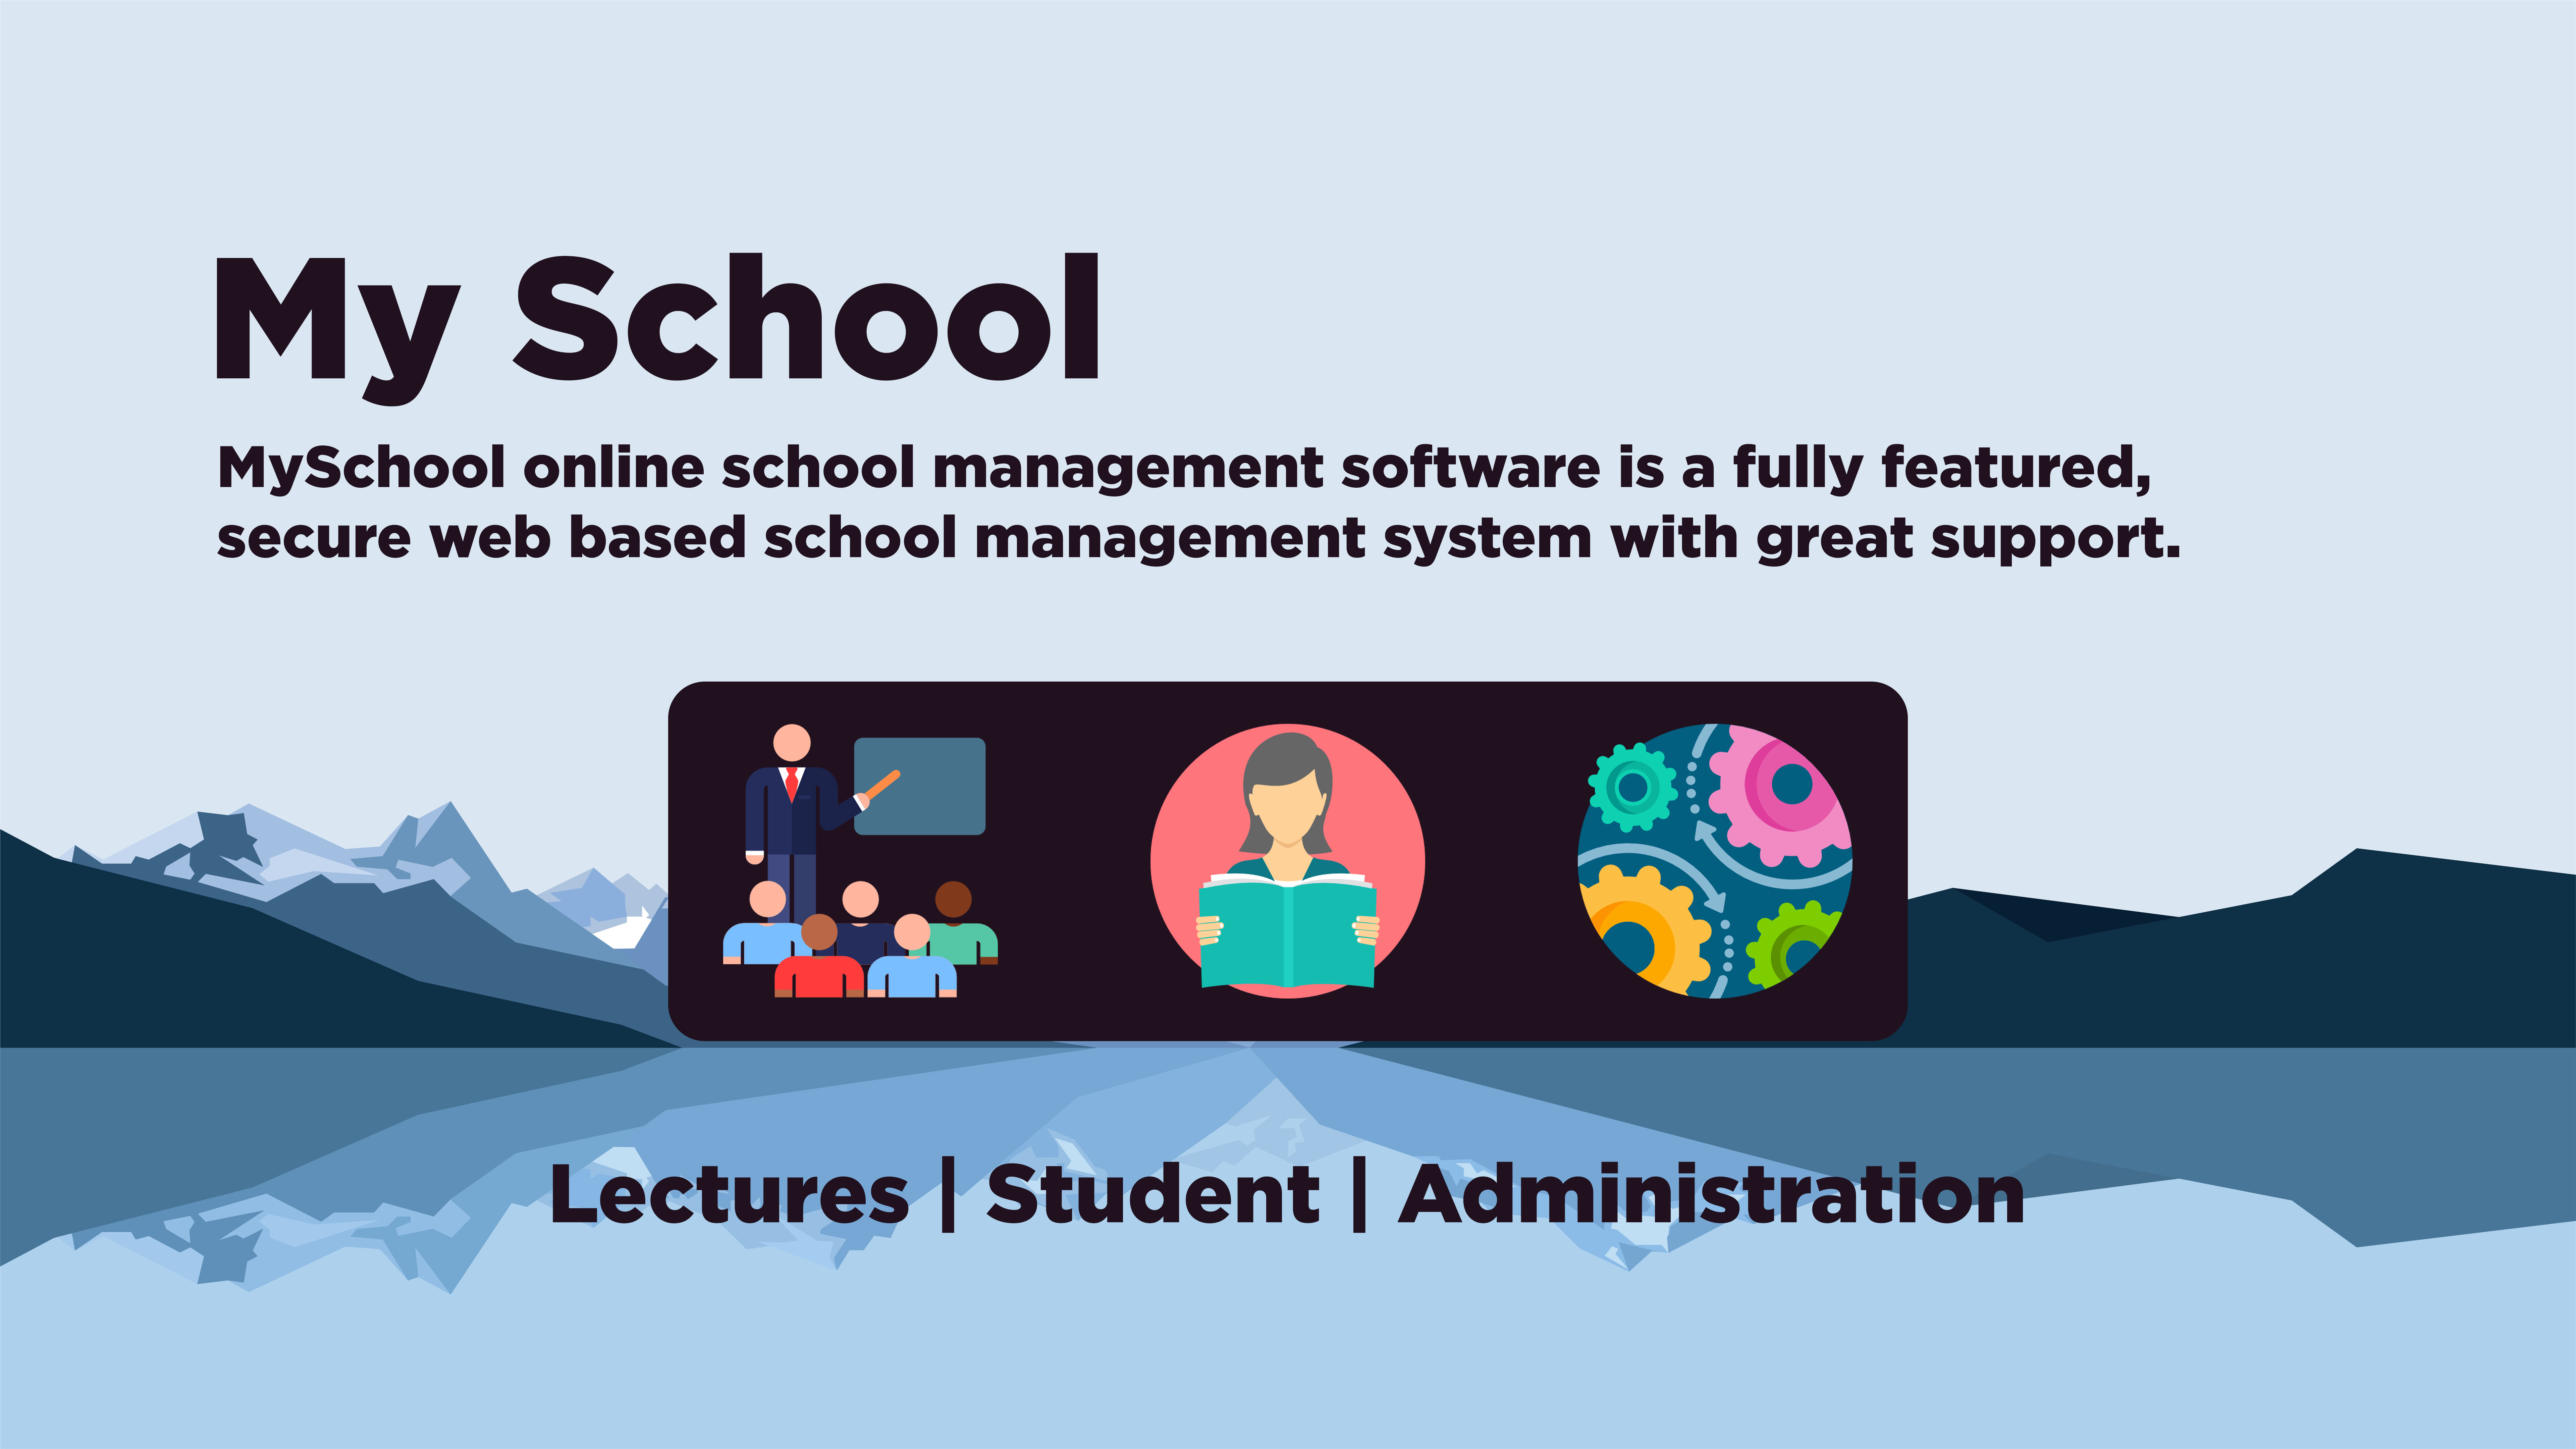 My School
MySchool online school management software is a fully featured,
secure web based school management system with great support.
Lectures | Student | Administration